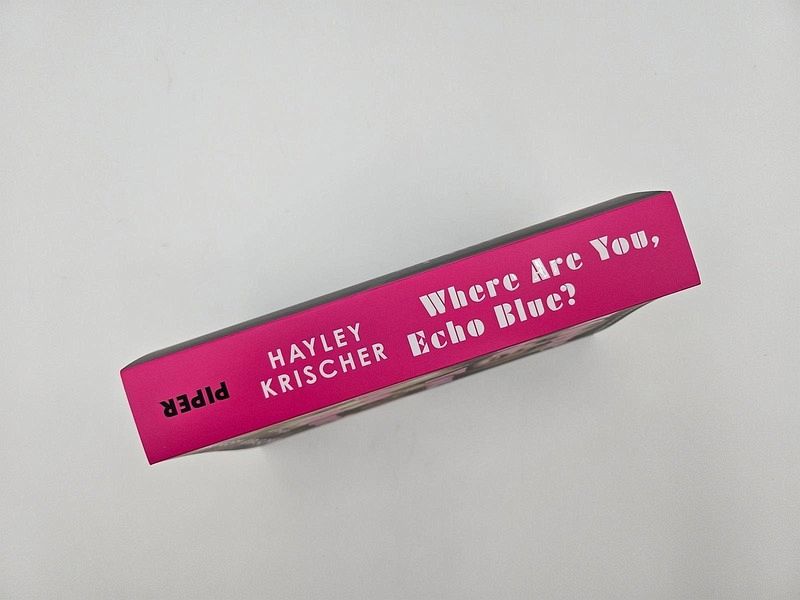 Where Are You,
Echo Blue?
HAYLEY
KRISCHER
PIPER